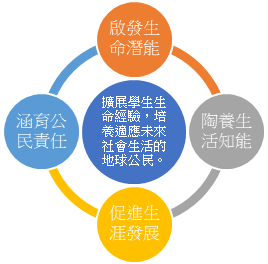 啟發生
命潛能
涵育公
民責任
擴展學生生
命經驗，培
養適應未來
社會生活的
地球公民。
陶養生
活知能
促進生
涯發展